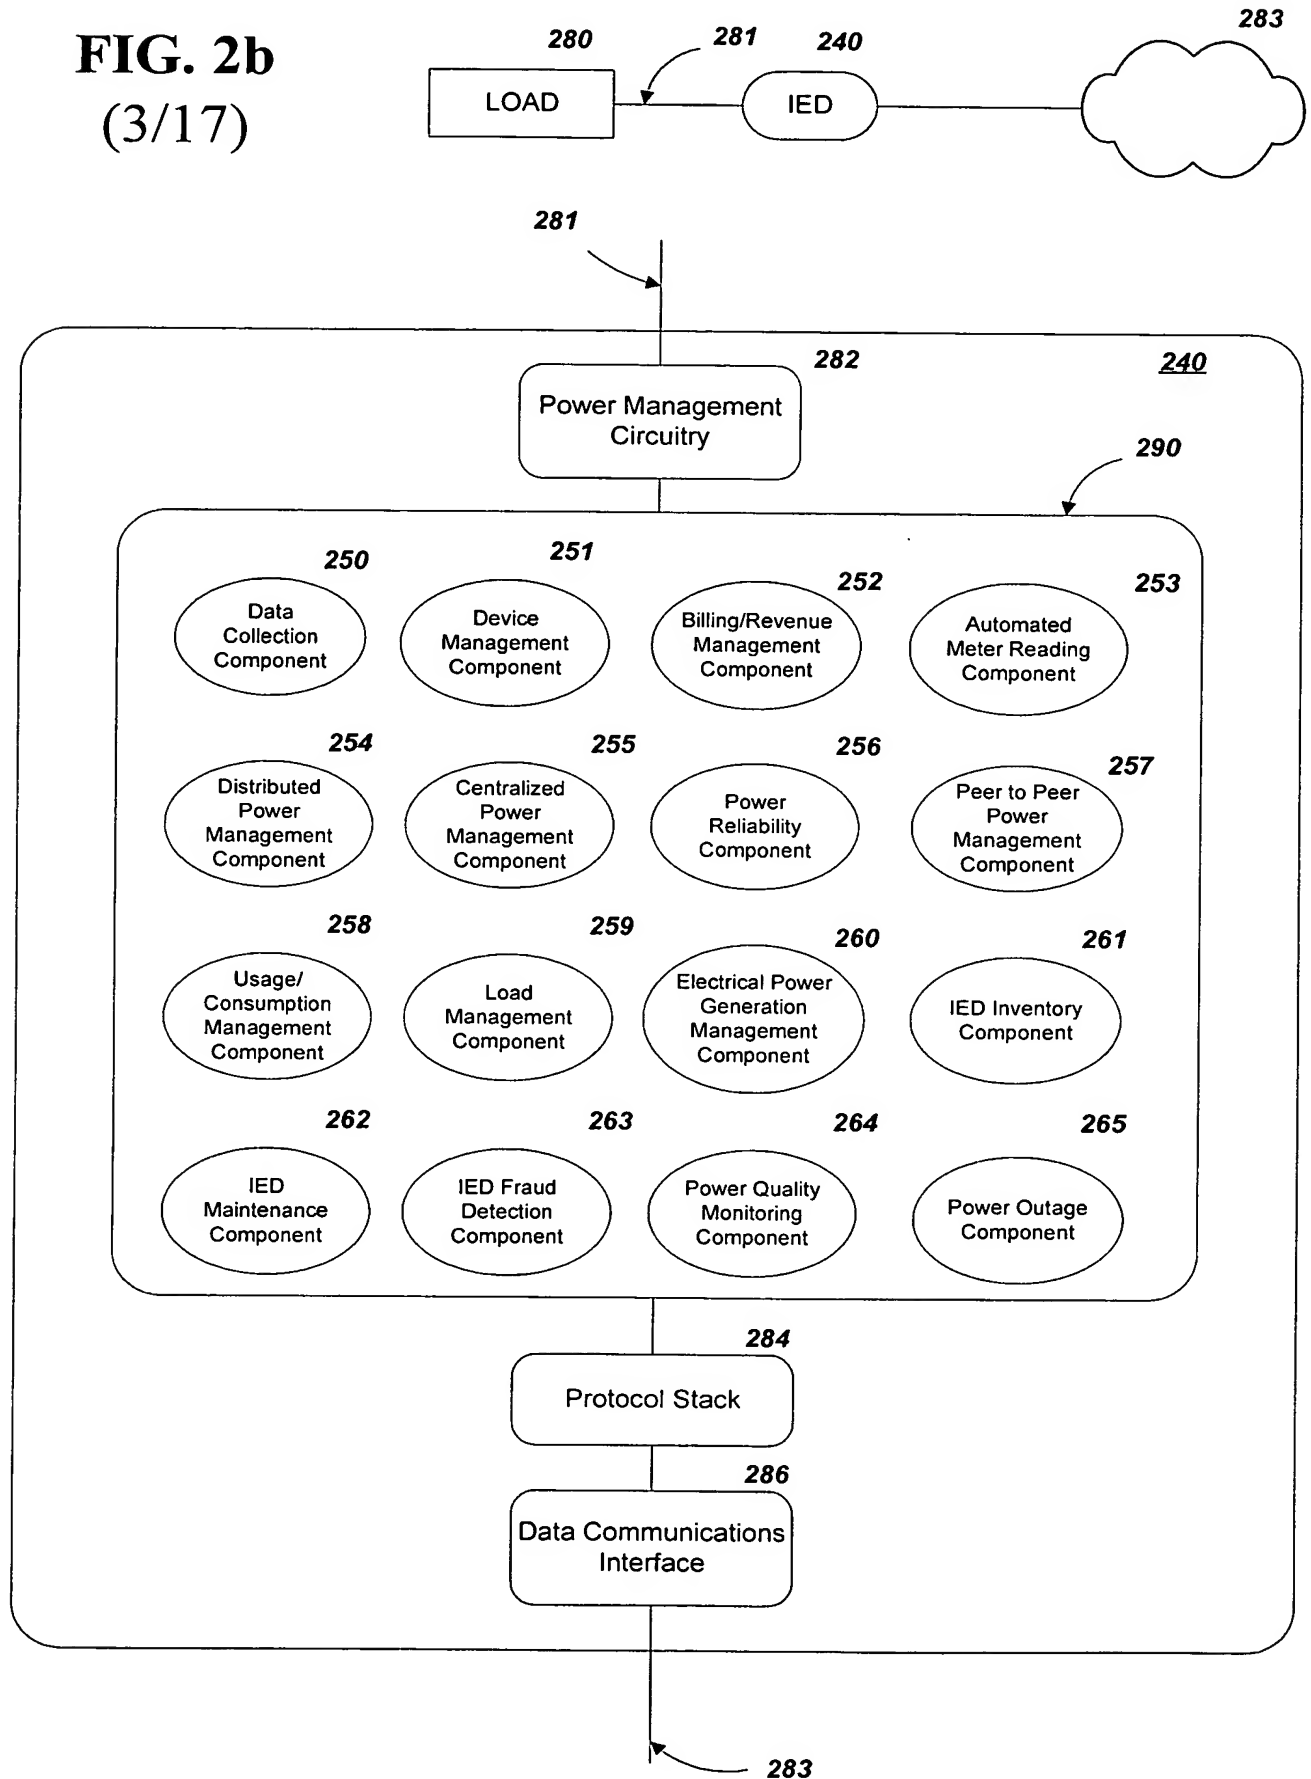 FIG. 2b
(3/17)
280
281
240
283
LOAD
IED
281
282
240
Power Management
Circuitry
290
250
251
252
253
Data
Collection
Component
Device
Management
Component
Billing/Revenue
Management
Component
Automated
Meter Reading
Component
254
255
256
257
Distributed
Power
Management
Component
Centralized
Power
Management
Component
Power
Reliability
Component
Peer to Peer
Power
Management
Component
258
259
260
261
Usage/
Consumption
Management
Component
Load
Management
Component
Electrical Power
Generation
Management
Component
IED Inventory
Component
262
263
264
265
IED
Maintenance
Component
IED Fraud
Detection
Component
Power Quality
Monitoring
Component
Power Outage
Component
284
Protocol Stack
286
Data Communications
Interface
283